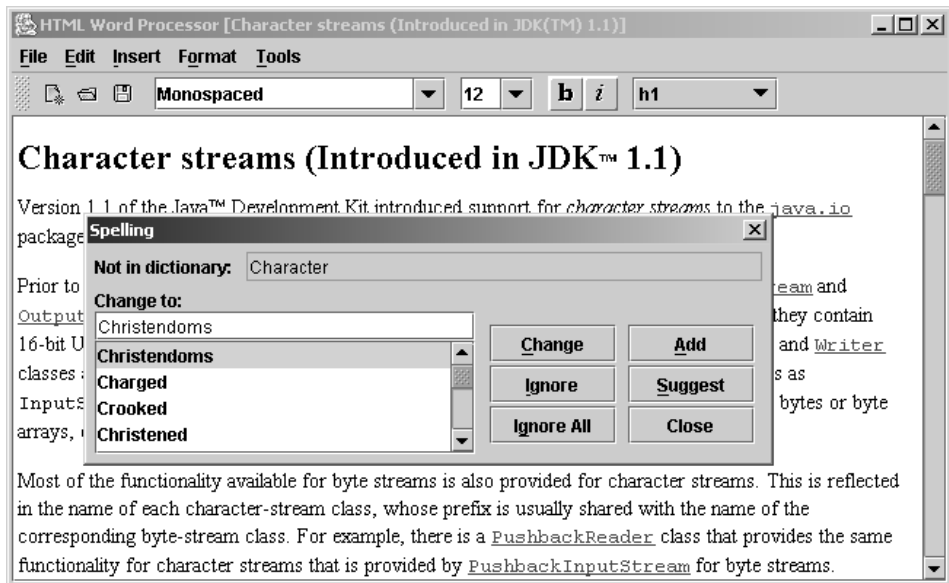 HTML Word Processor [Character streams (Introduced in JDK(TM) 1.1)]
File Edit Insert Format Tools
Monospaced 12 b i h1
Character streams (Introduced in JDK™ 1.1)
Version 1.1 of the Java™ Development Kit introduced support for character streams to the java.io
package
Spelling
Not in dictionary: Character
Change to:
Christendoms
Christendoms
Charged
Crooked
Christened
Change Add
Ignore Suggest
Ignore All Close
Prior to eam and
Output they contain
16-bit U and Writer
classes s as
InputS bytes or byte
arrays,
Most of the functionality available for byte streams is also provided for character streams. This is reflected
in the name of each character-stream class, whose prefix is usually shared with the name of the
corresponding byte-stream class. For example, there is a PushbackReader class that provides the same
functionality for character streams that is provided by PushbackInputStream for byte streams.